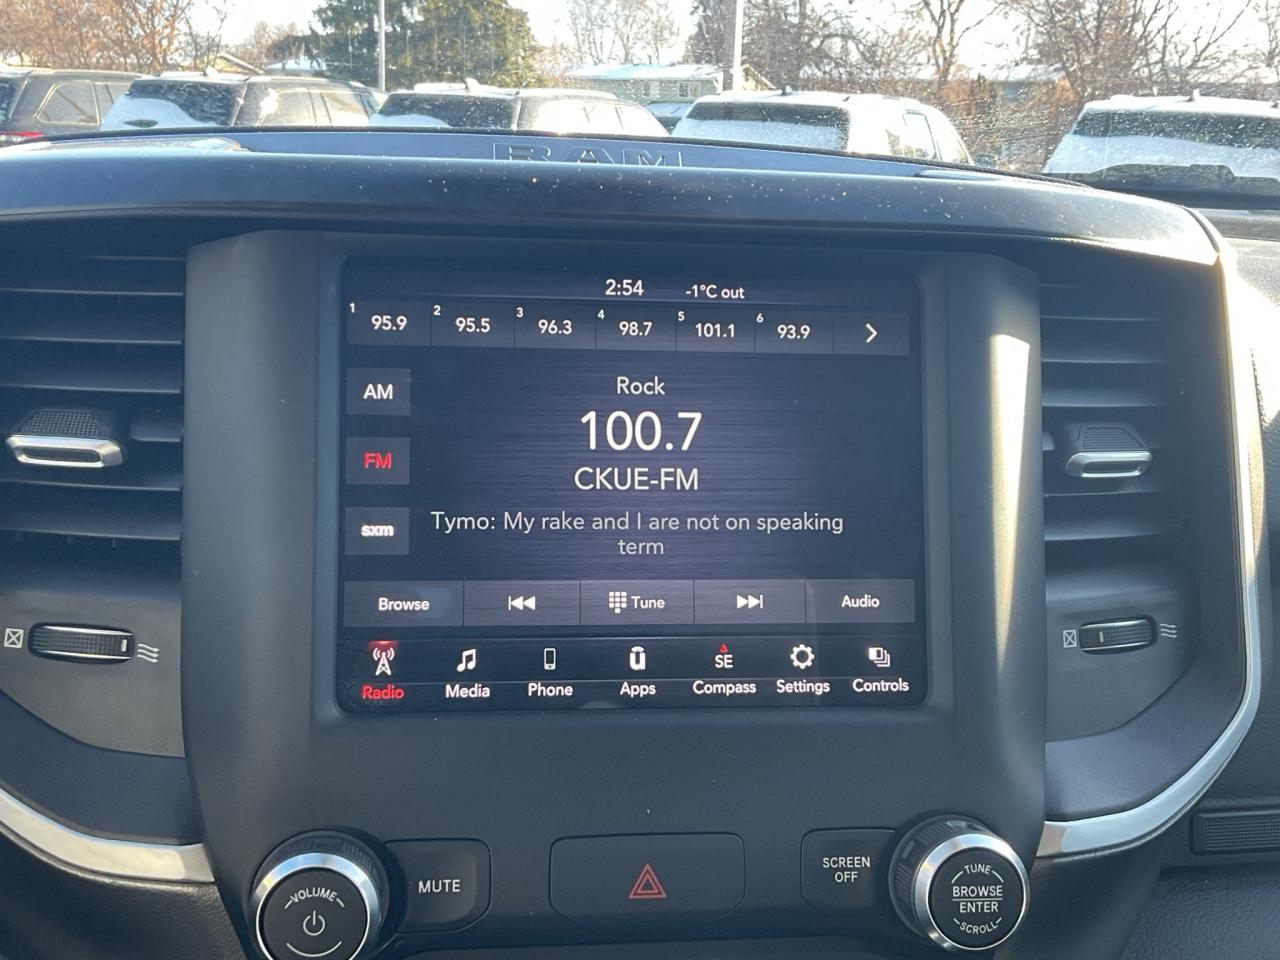 RAM
2:54 -1°C out
1 95.9 2 95.5 3 96.3 4 98.7 5 101.1 6 93.9
AM
Rock
100.7
FM
CKUE-FM
sxm
Tymo: My rake and I are not on speaking
term
Browse Tune Audio
SE
Radio Media Phone Apps Compass Settings Controls
VOLUME
MUTE
SCREEN
OFF
TUNE
BROWSE
ENTER
SCROLL